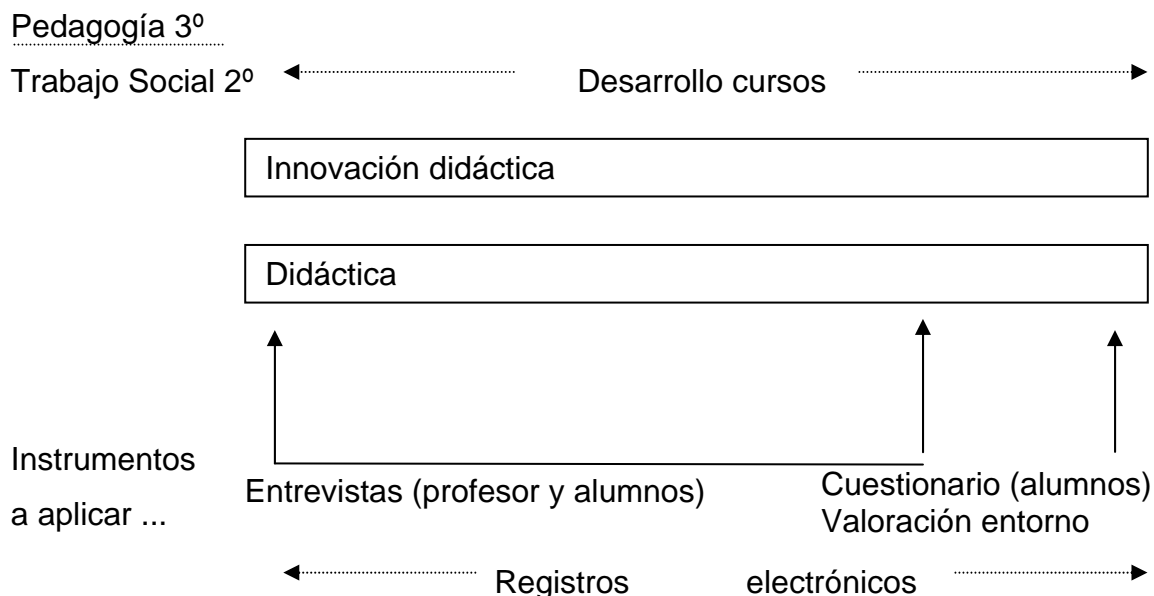 Pedagogía 3º
Trabajo Social 2º
Desarrollo cursos
Innovación didáctica
Didáctica
Instrumentos
a aplicar ...
Entrevistas (profesor y alumnos)
Cuestionario (alumnos)
Valoración entorno
Registros electrónicos